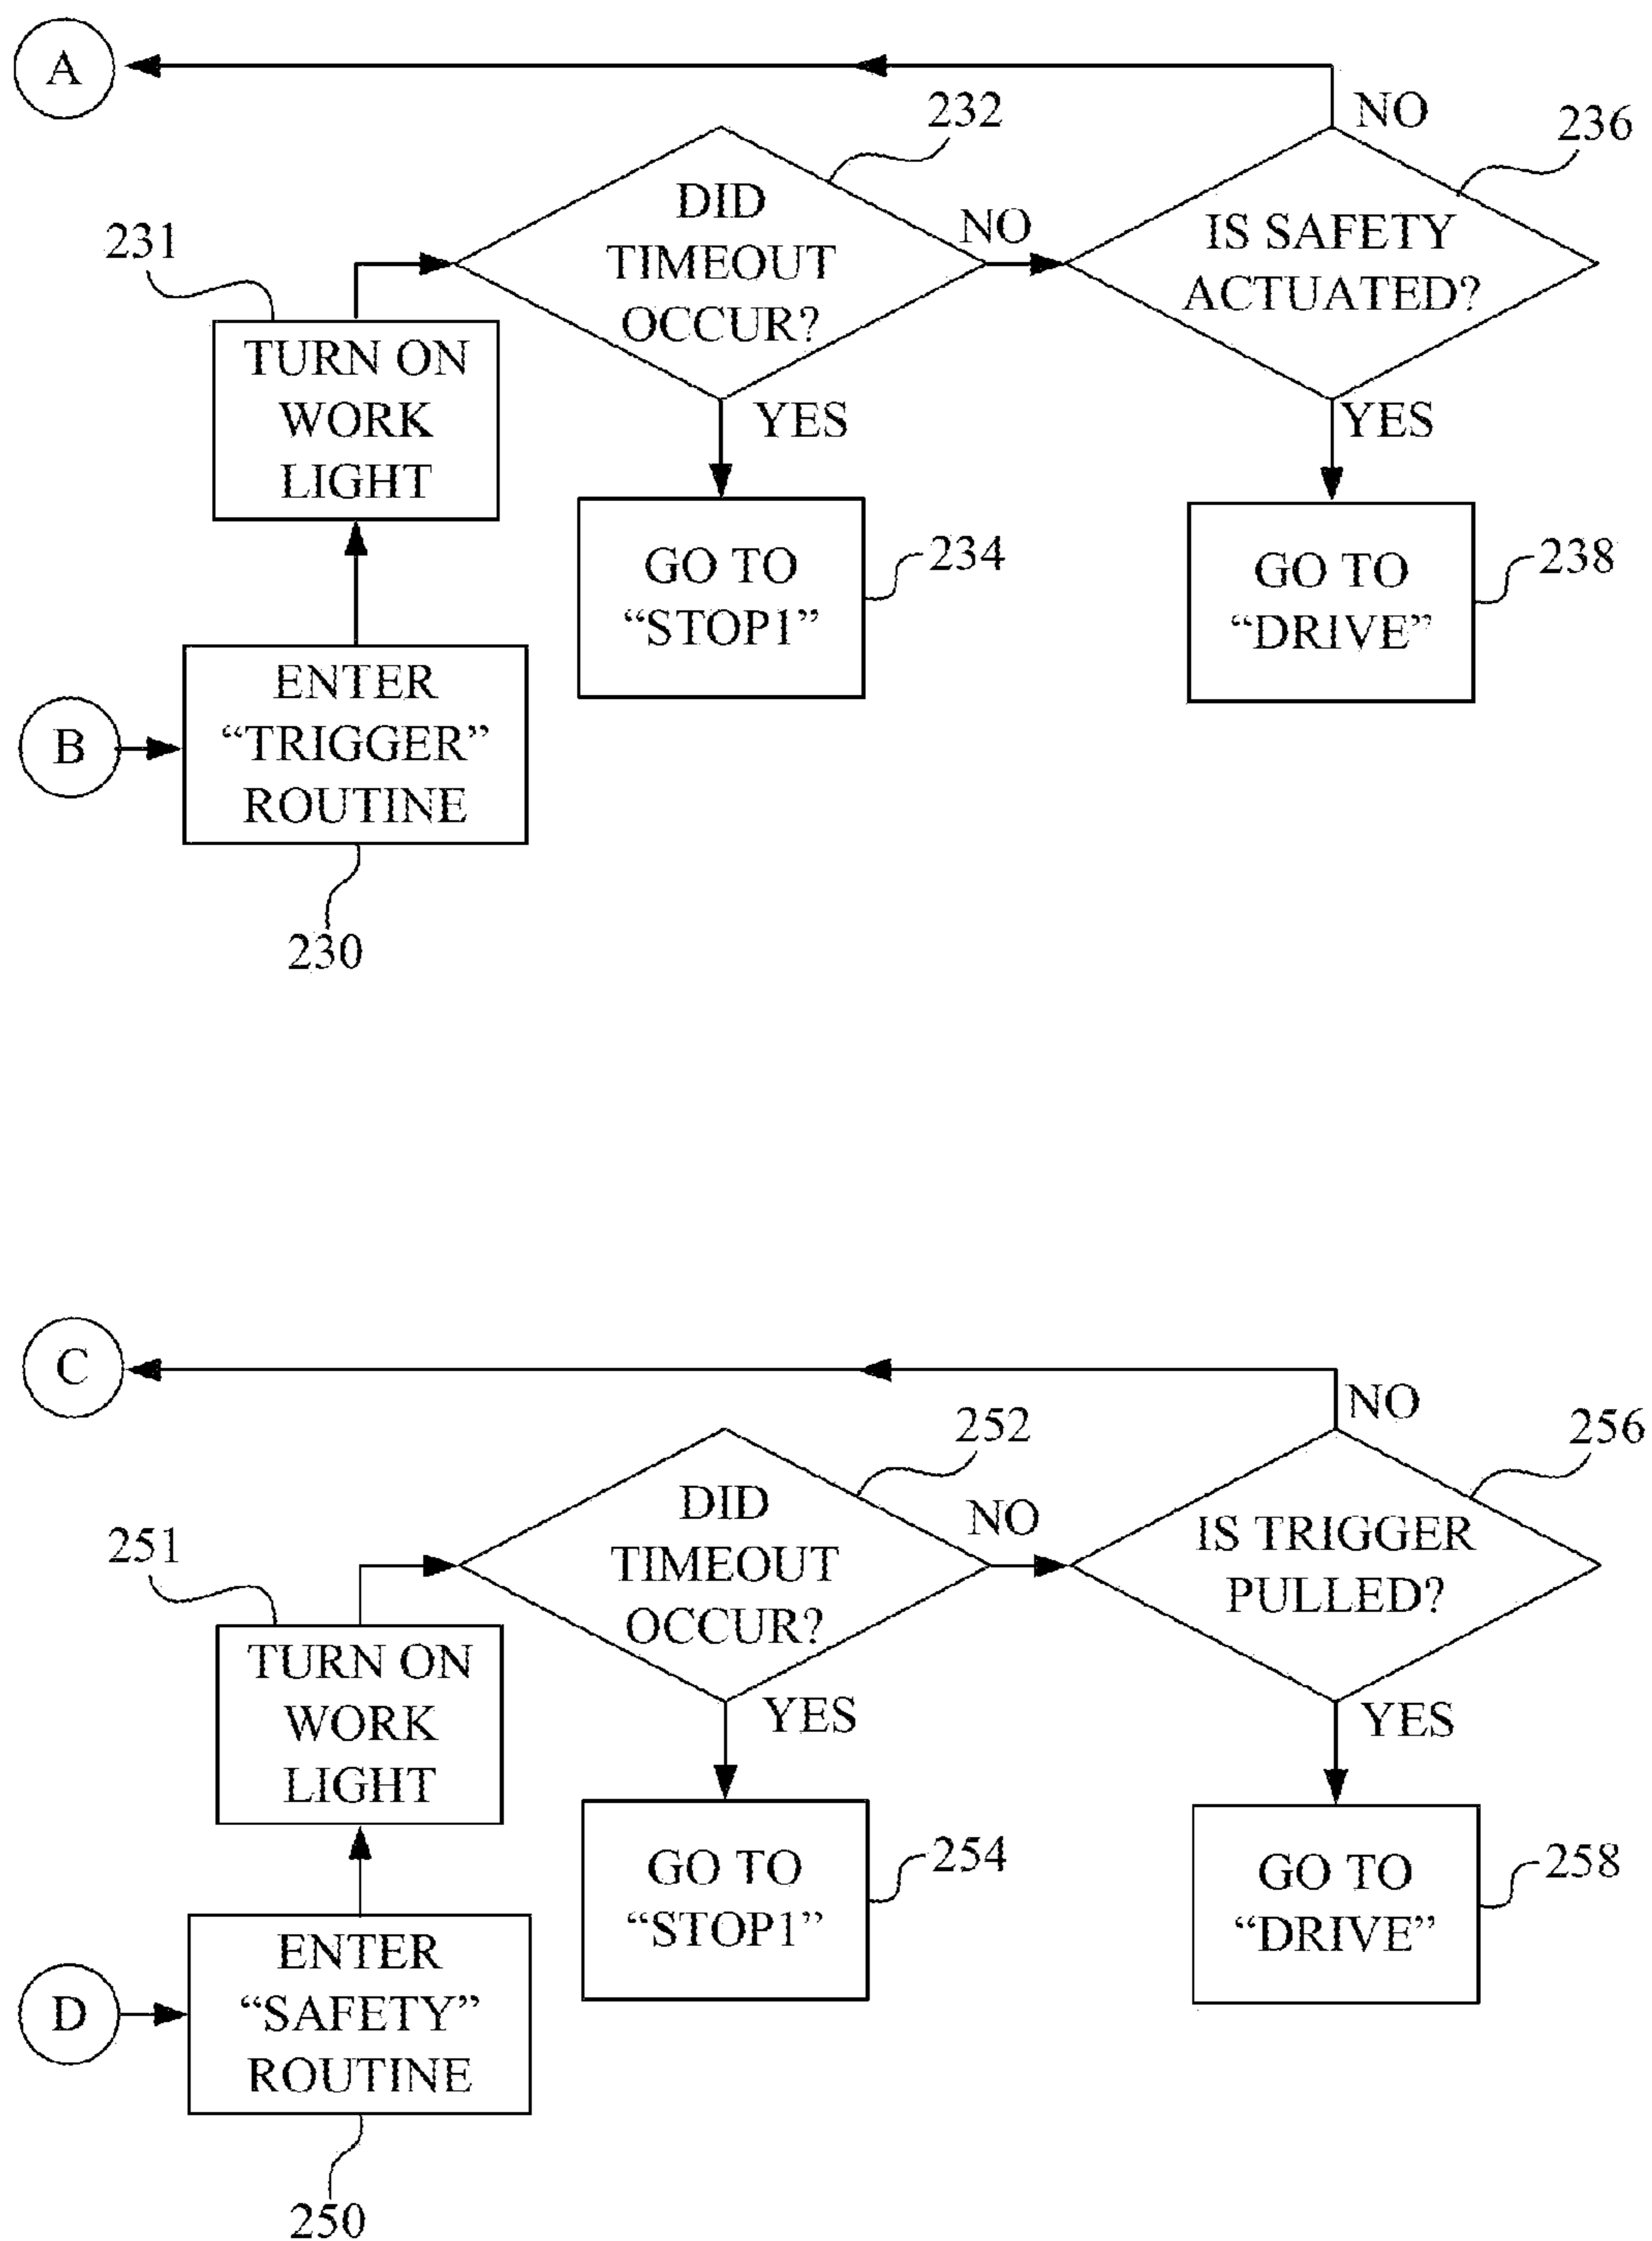 A
NO
232
236
DID
TIMEOUT
OCCUR?
NO
IS SAFETY
ACTUATED?
231
TURN ON
WORK
LIGHT
YES
YES
GO TO
“STOP1”
234
GO TO
“DRIVE”
238
B
ENTER
“TRIGGER”
ROUTINE
230
C
NO
252
256
DID
TIMEOUT
OCCUR?
NO
IS TRIGGER
PULLED?
251
TURN ON
WORK
LIGHT
YES
YES
GO TO
“STOP1”
254
GO TO
“DRIVE”
258
D
ENTER
“SAFETY”
ROUTINE
250